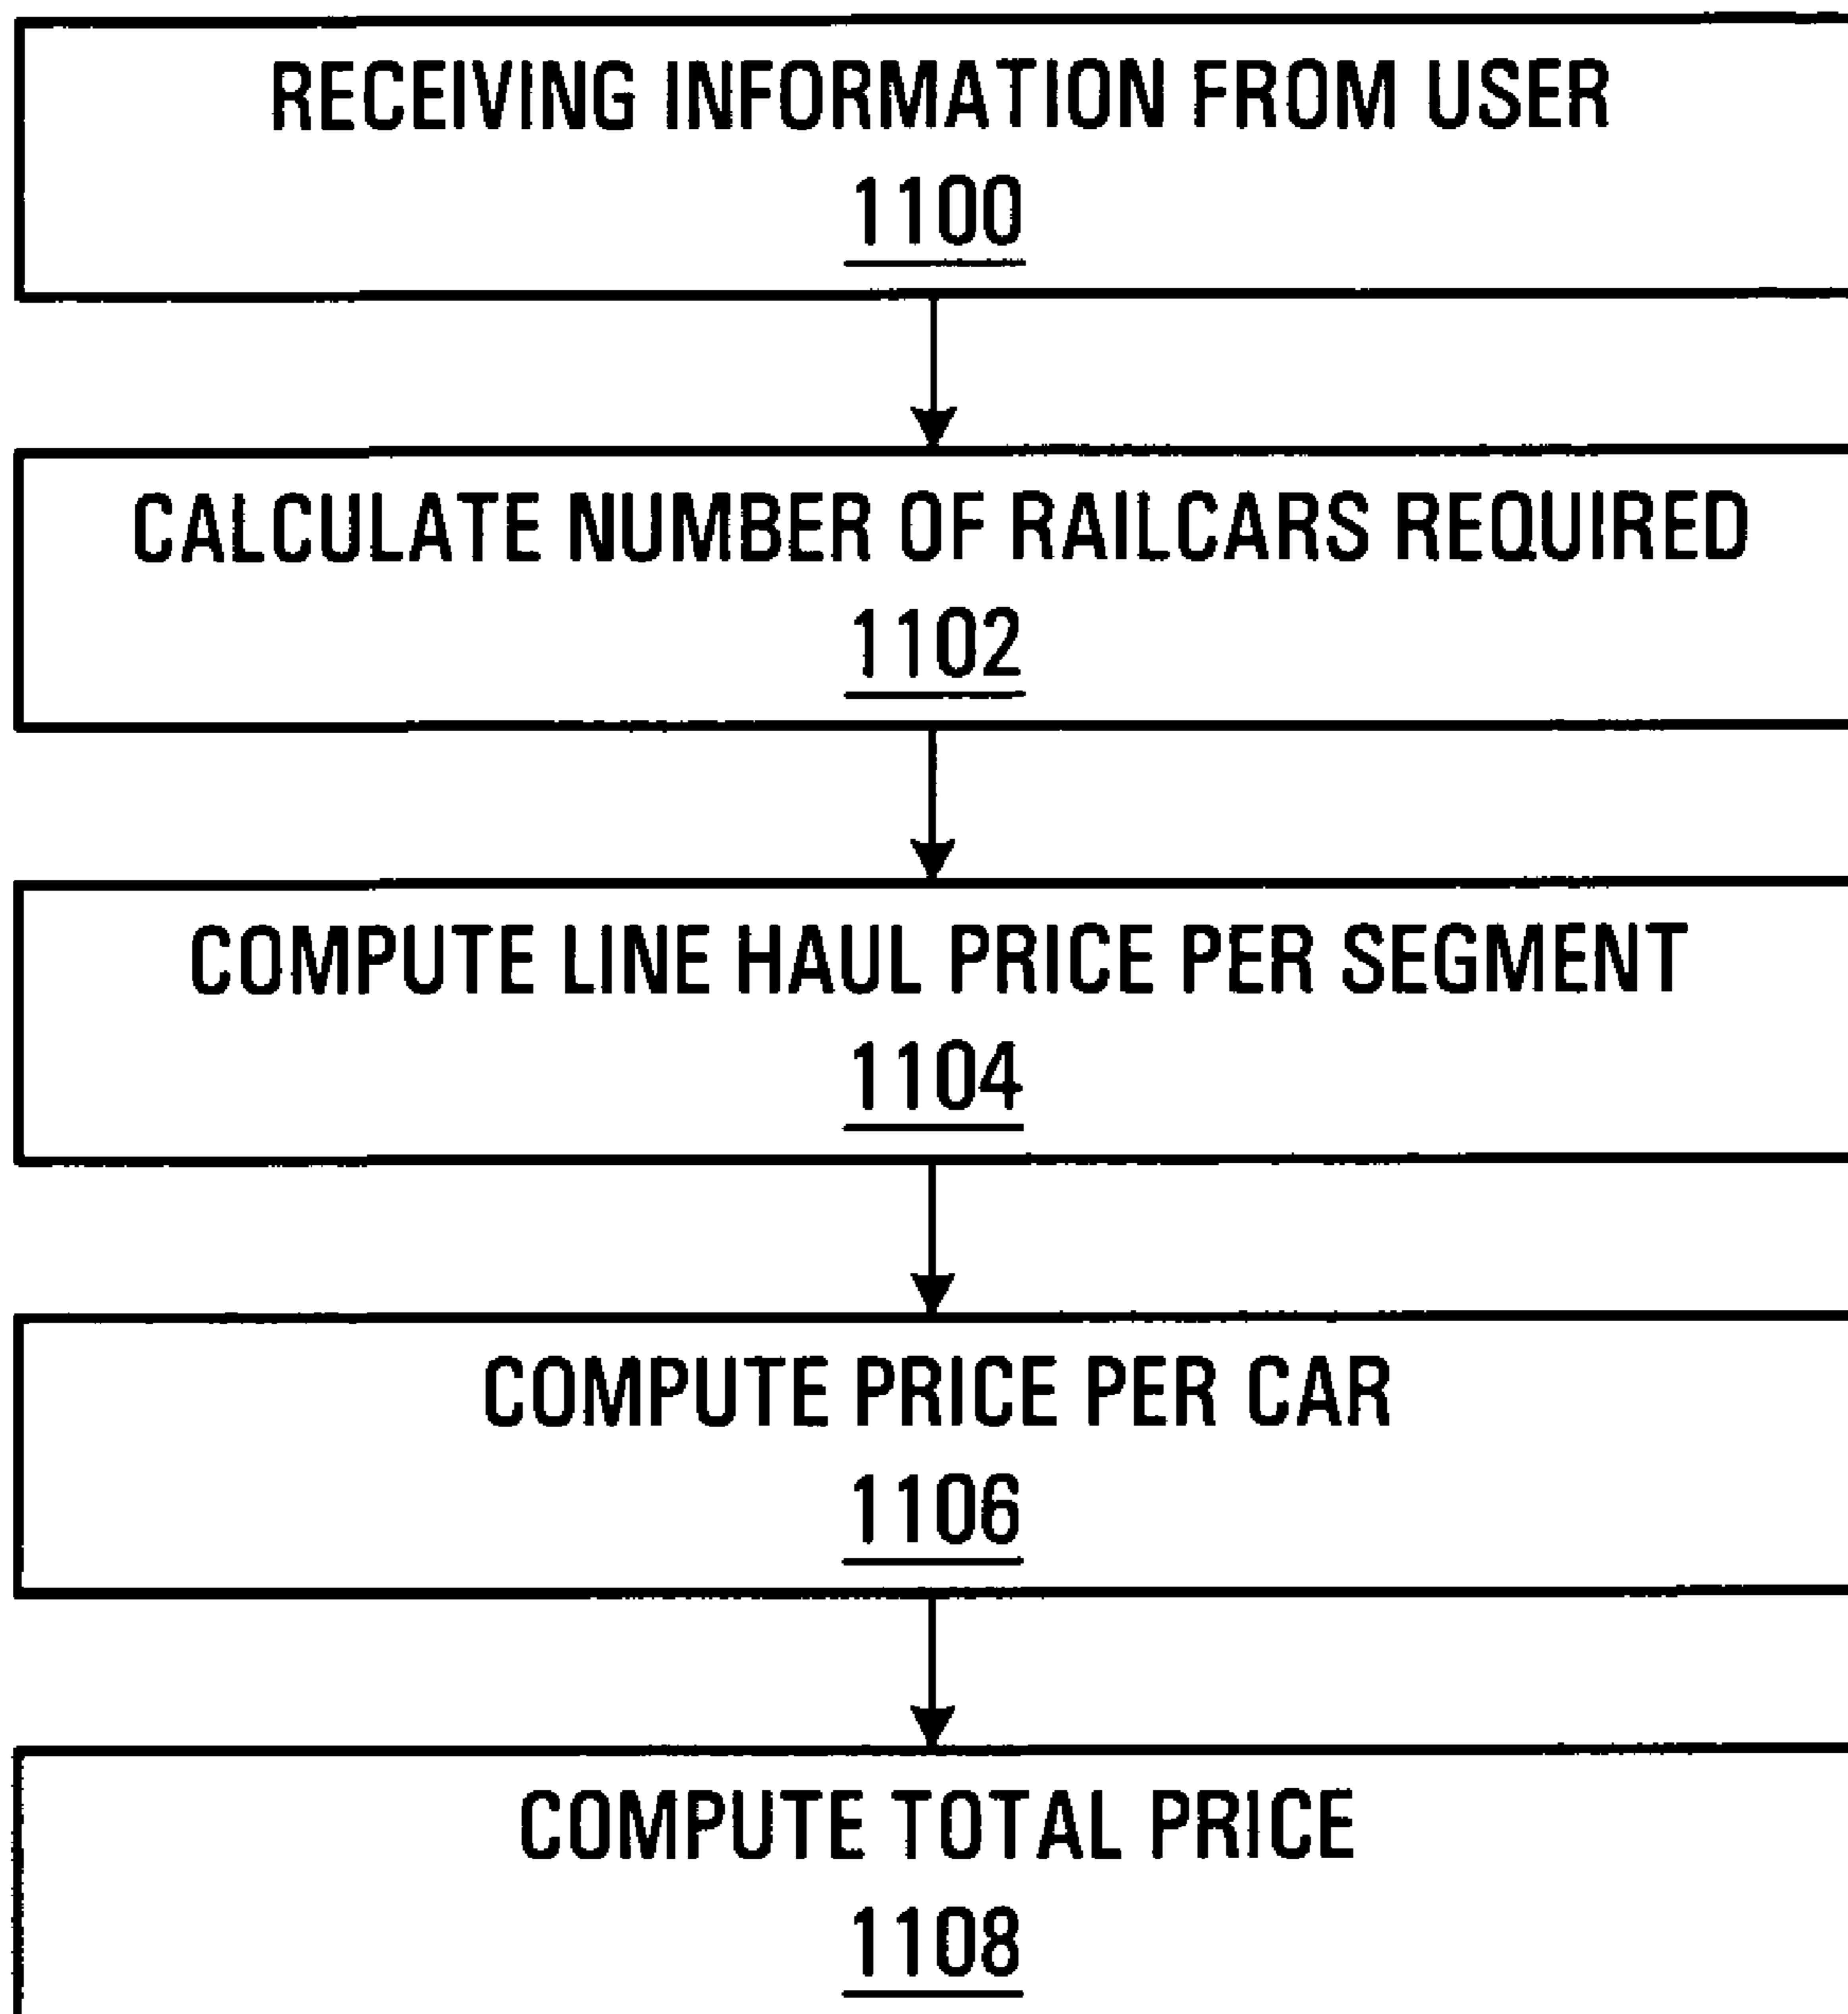 RECEIVING INFORMATION FROM USER
1100
CALCULATE NUMBER OF RAILCARS REQUIRED
1102
COMPUTE LINE HAUL PRICE PER SEGMENT
1104
COMPUTE PRICE PER CAR
1106
COMPUTE TOTAL PRICE
1108